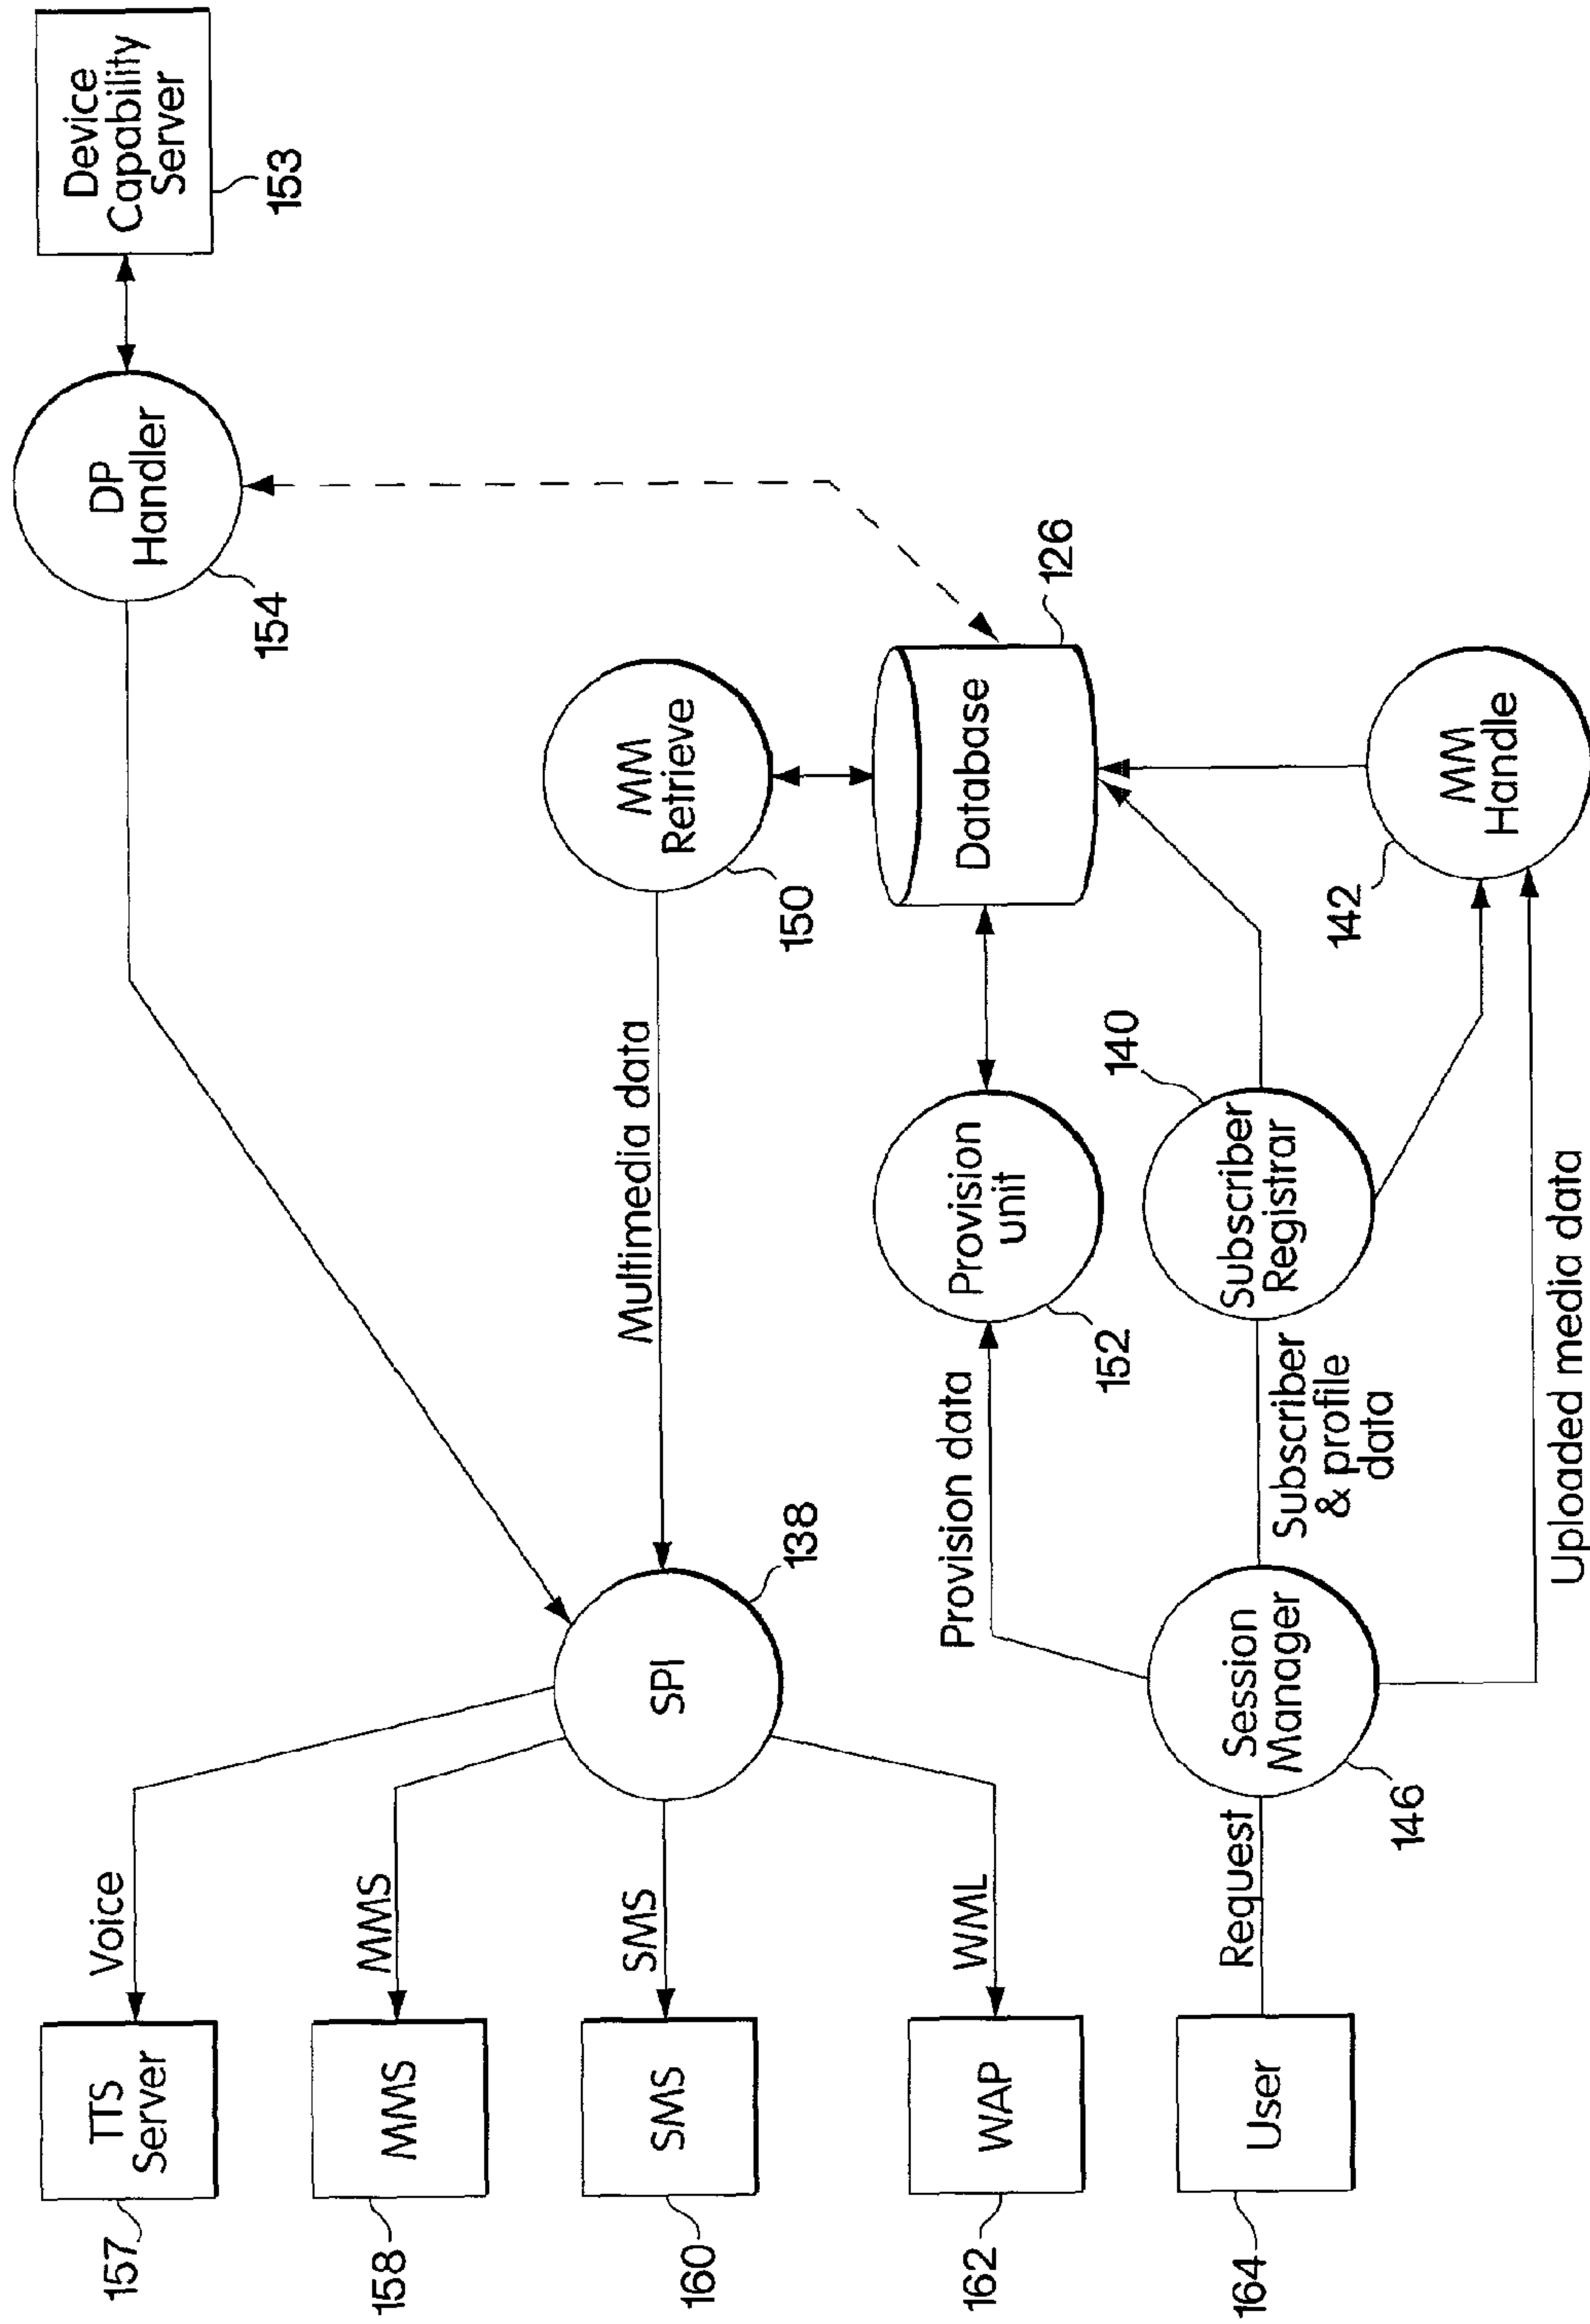 TTS
Server
157
Voice
MMS
158
MMS
SMS
160
SMS
WAP
162
WML
User
164
Request
SPI
138
Session
Manager
146
Multimedia data
Provision data
Subscriber
& profile
data
Uploaded media data
Provision
unit
152
Subscriber
Registrar
140
MM
Retrieve
150
Database
126
MM
Handle
142
DP
Handler
154
Device
Capability
Server
153